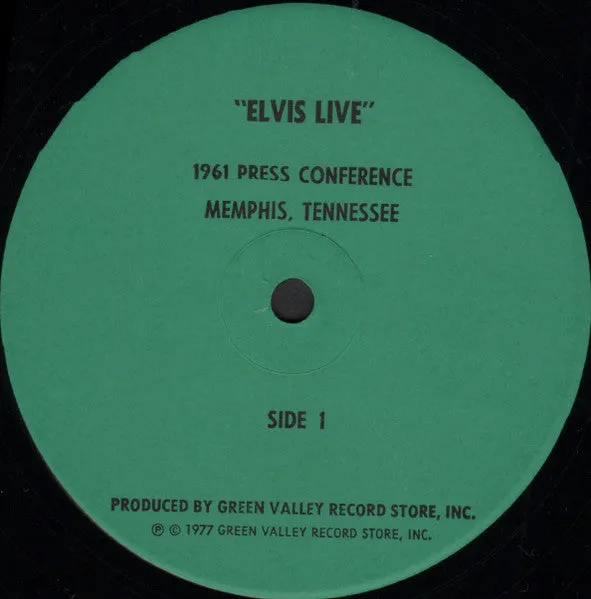 "ELVIS LIVE"
1961 PRESS CONFERENCE
MEMPHIS, TENNESSEE
SIDE 1
PRODUCED BY GREEN VALLEY RECORD STORE, INC.
℗ © 1977 GREEN VALLEY RECORD STORE, INC.